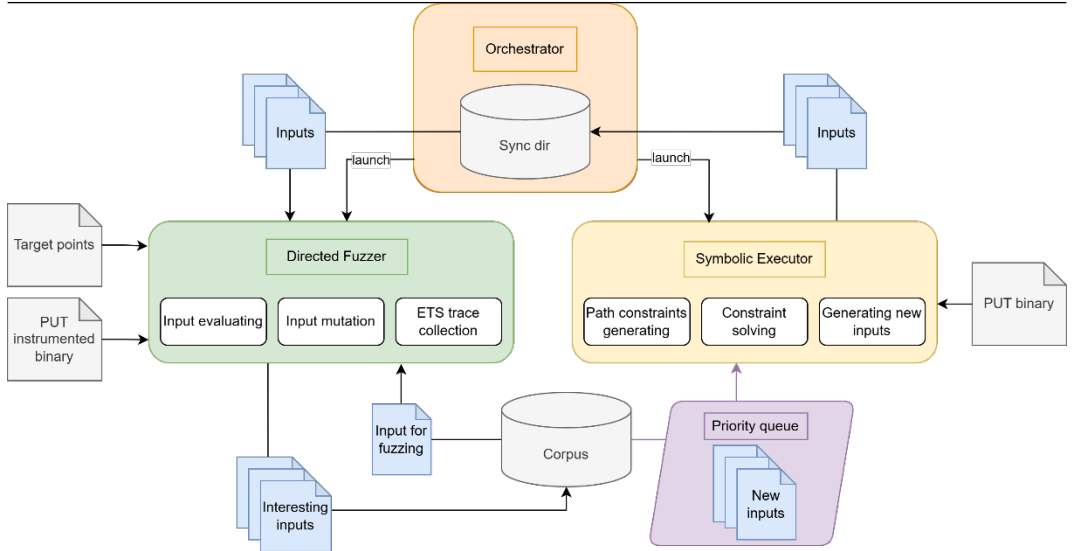 Orchestrator
Inputs
Sync dir
Inputs
launch
launch
Target points
Directed Fuzzer
Symbolic Executor
PUT
instrumented
binary
Input evaluating
Input mutation
ETS trace
collection
Path constraints
generating
Constraint
solving
Generating new
inputs
PUT binary
Input for
fuzzing
Corpus
Priority queue
New
inputs
Interesting
inputs